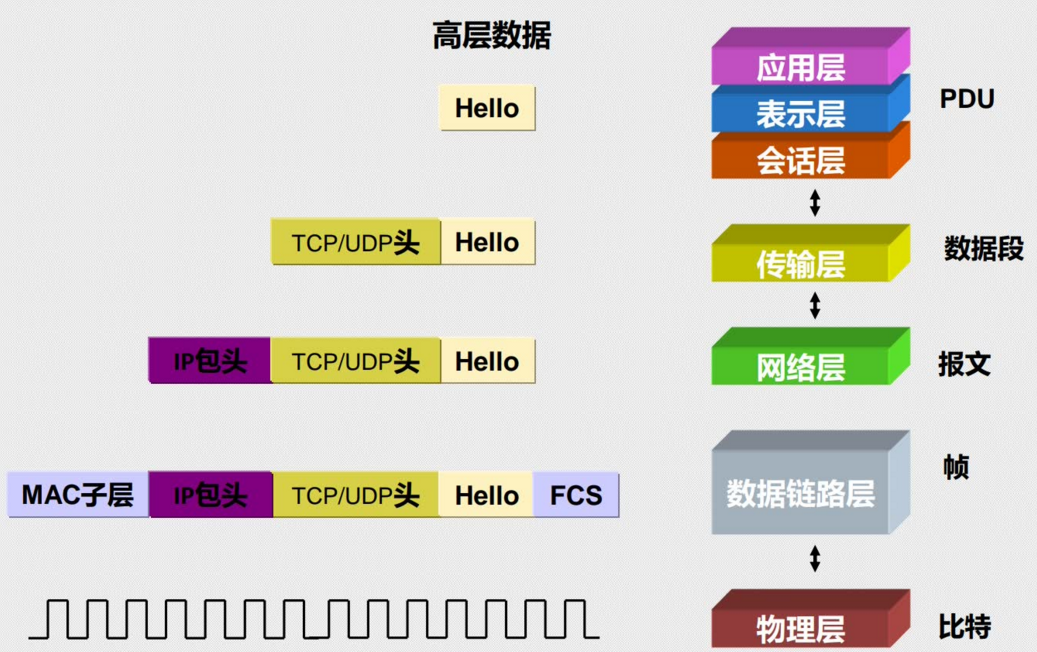 高层数据
应用层
Hello
表示层
PDU
会话层
TCP/UDP头 Hello
传输层
数据段
IP包头 TCP/UDP头 Hello
网络层
报文
MAC子层 IP包头 TCP/UDP头 Hello FCS
数据链路层
帧
物理层
比特